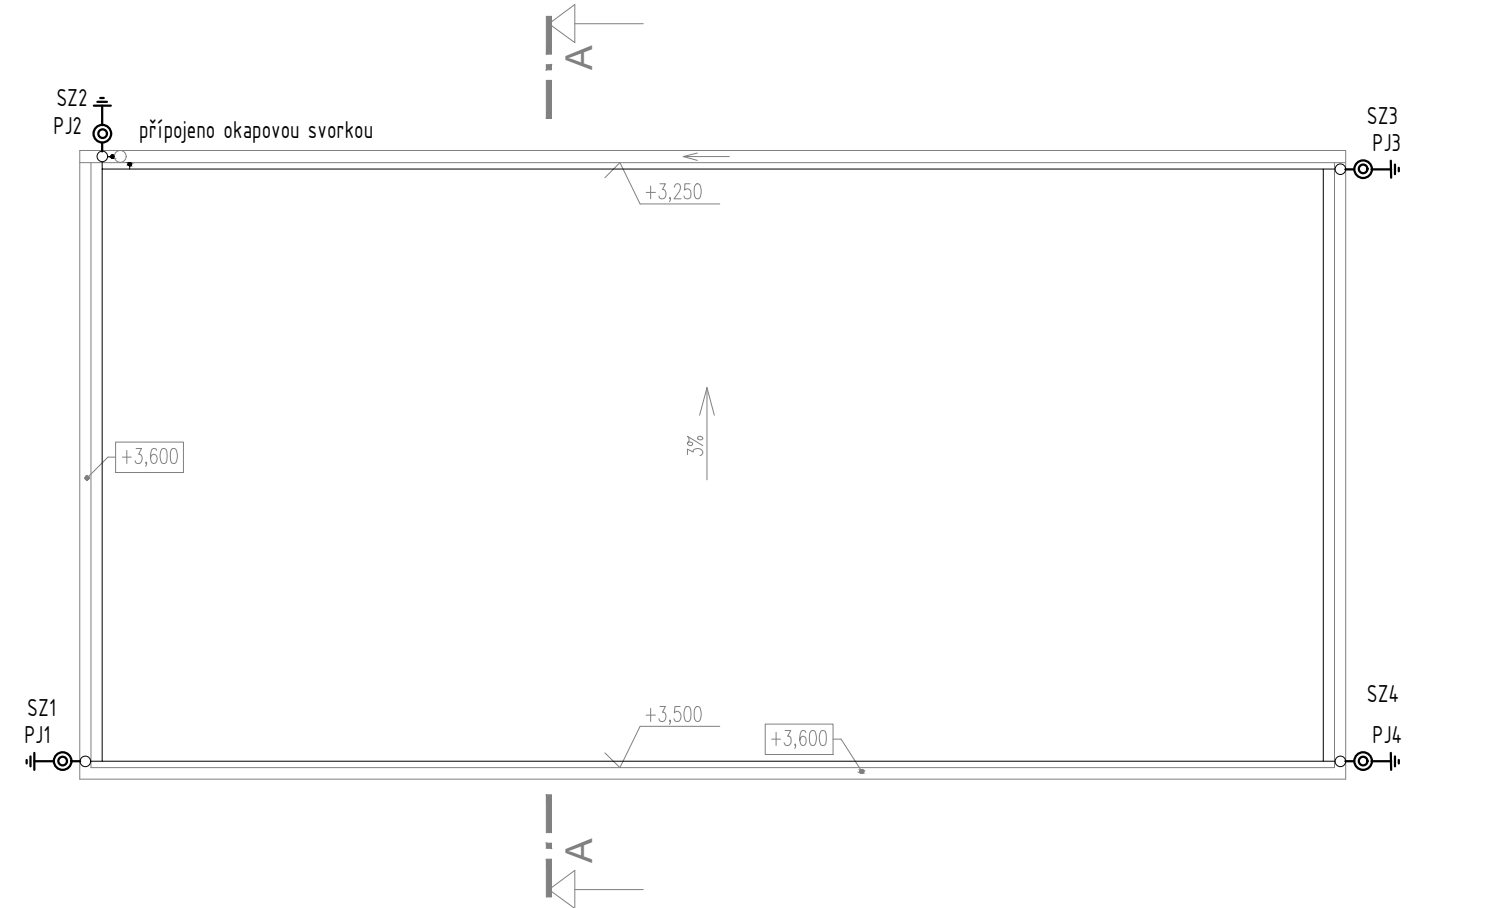 A
SZ2
PJ2
přípojeno okapovou svorkou
SZ3
PJ3
+3,250
3%
+3,600
SZ1
PJ1
+3,500
+3,600
SZ4
PJ4
A